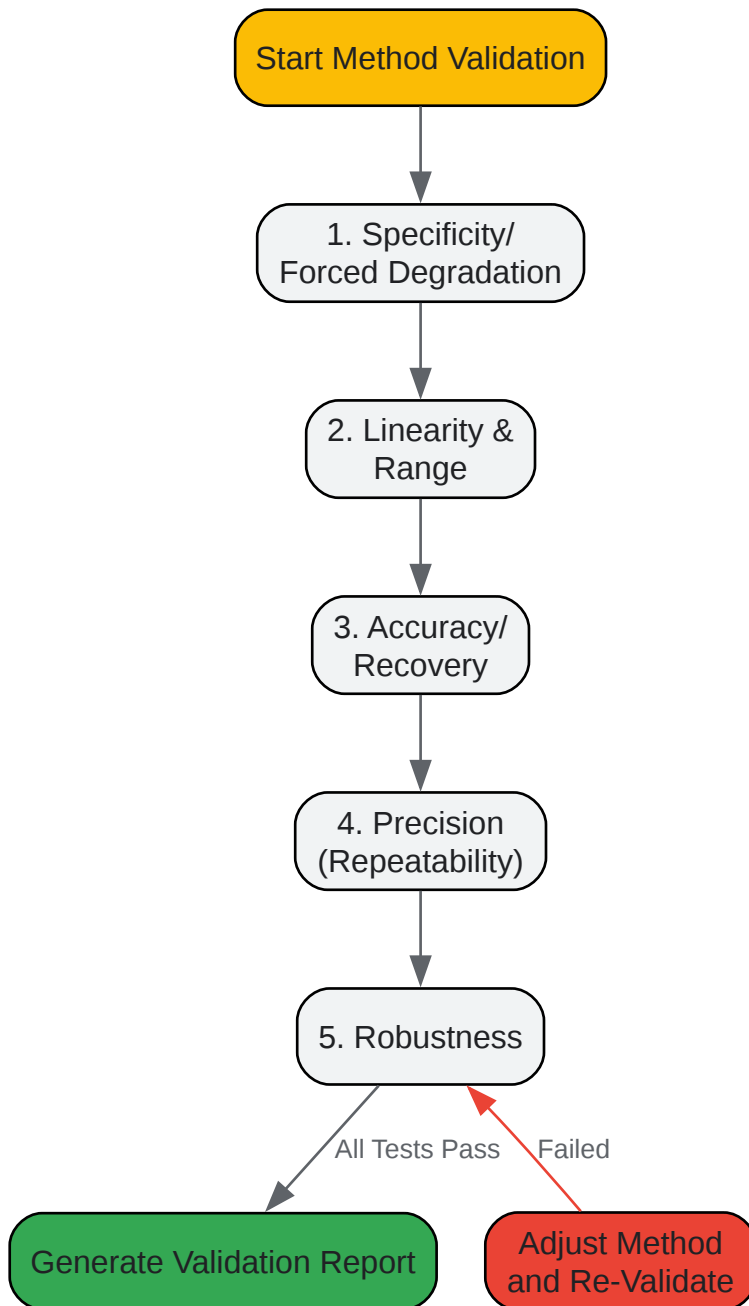 Start Method Validation
1. Specificity/
Forced Degradation
2. Linearity &
Range
3. Accuracy/
Recovery
4. Precision
(Repeatability)
5. Robustness
All Tests Pass
Failed
Generate Validation Report
Adjust Method
and Re-Validate